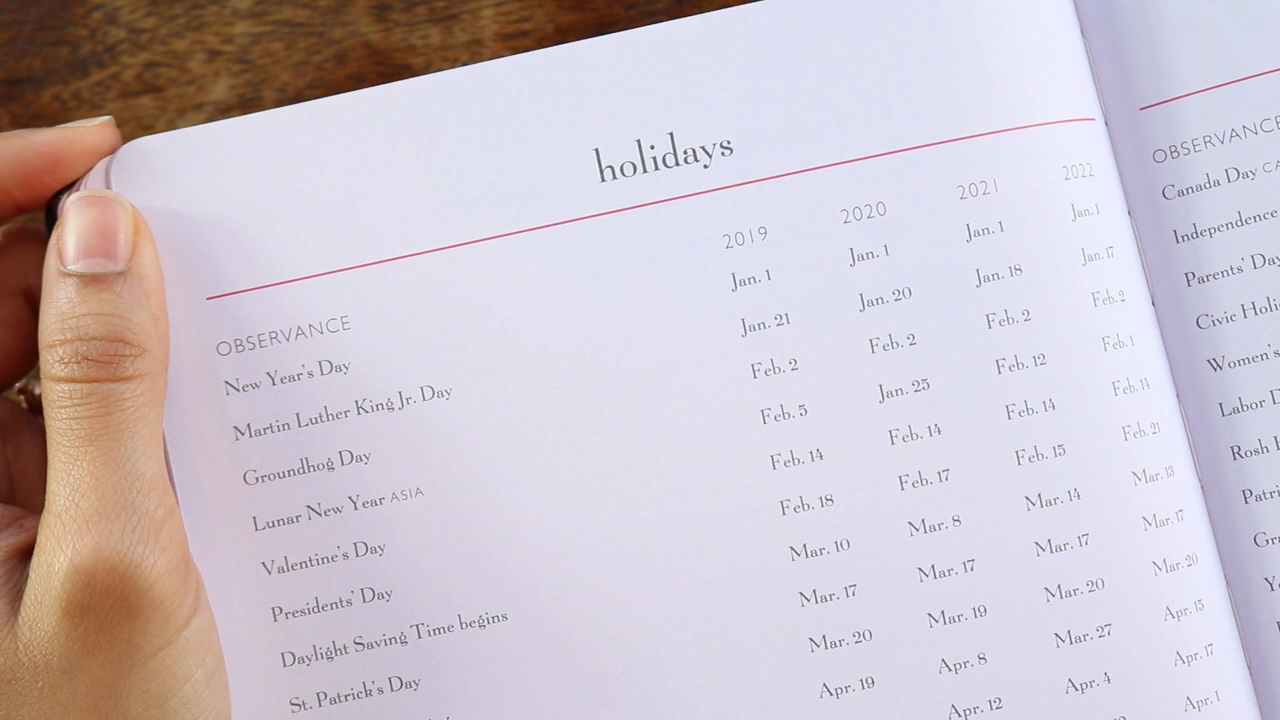 holidays
OBSERVANCE 2019 2020 2021 2022
New Year's Day Jan. 1 Jan. 1 Jan. 1 Jan. 1
Martin Luther King Jr. Day Jan. 21 Jan. 20 Jan. 18 Jan. 17
Groundhog Day Feb. 2 Feb. 2 Feb. 2 Feb. 2
Lunar New Year ASIA Feb. 5 Jan. 25 Feb. 12 Feb. 1
Valentine's Day Feb. 14 Feb. 14 Feb. 14 Feb. 14
Presidents' Day Feb. 18 Feb. 17 Feb. 15 Feb. 21
Daylight Saving Time begins Mar. 10 Mar. 8 Mar. 14 Mar. 13
St. Patrick's Day Mar. 17 Mar. 17 Mar. 17 Mar. 17
Mar. 20 Mar. 19 Mar. 20 Mar. 20
Apr. 19 Apr. 8 Mar. 27 Apr. 15
Apr. 12 Apr. 4 Apr. 17
Apr. 1
OBSERVANCE
Canada Day
Independence
Parents' Day
Civic
Women's
Labor
Rosh